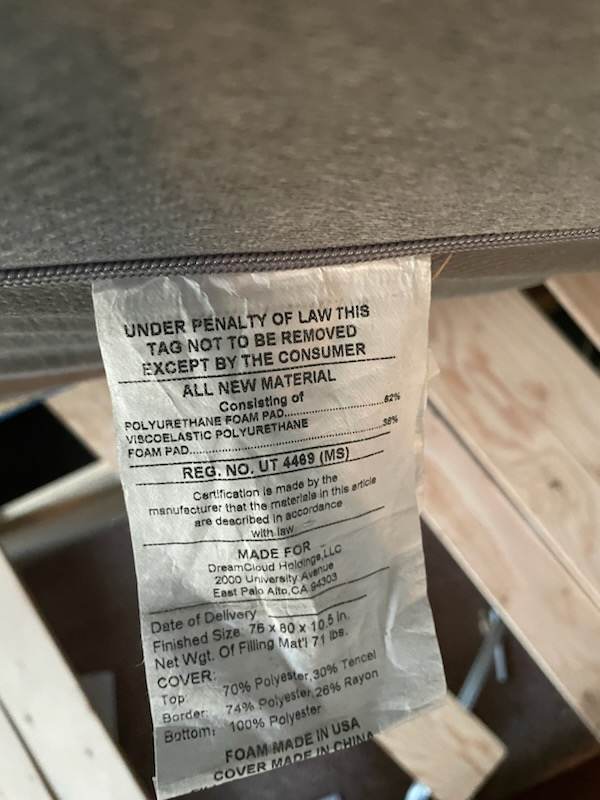 UNDER PENALTY OF LAW THIS
TAG NOT TO BE REMOVED
EXCEPT BY THE CONSUMER
ALL NEW MATERIAL
Consisting of
POLYURETHANE FOAM PAD................62%
VISCOELASTIC POLYURETHANE
FOAM PAD................38%
REG. NO. UT 4469 (MS)
Certification is made by the
manufacturer that the materials in this article
are described in accordance
with law
MADE FOR
DreamCloud Holdings,LLC
2000 University Avenue
East Palo Alto,CA 94303
Date of Delivery
Finished Size 76 x 80 x 10.5 in.
Net Wgt. Of Filling Mat'l 71 lbs.
COVER:
Top: 70% Polyester,30% Tencel
Border: 74% Polyester,26% Rayon
Bottom: 100% Polyester
FOAM MADE IN USA
COVER MADE IN CHINA